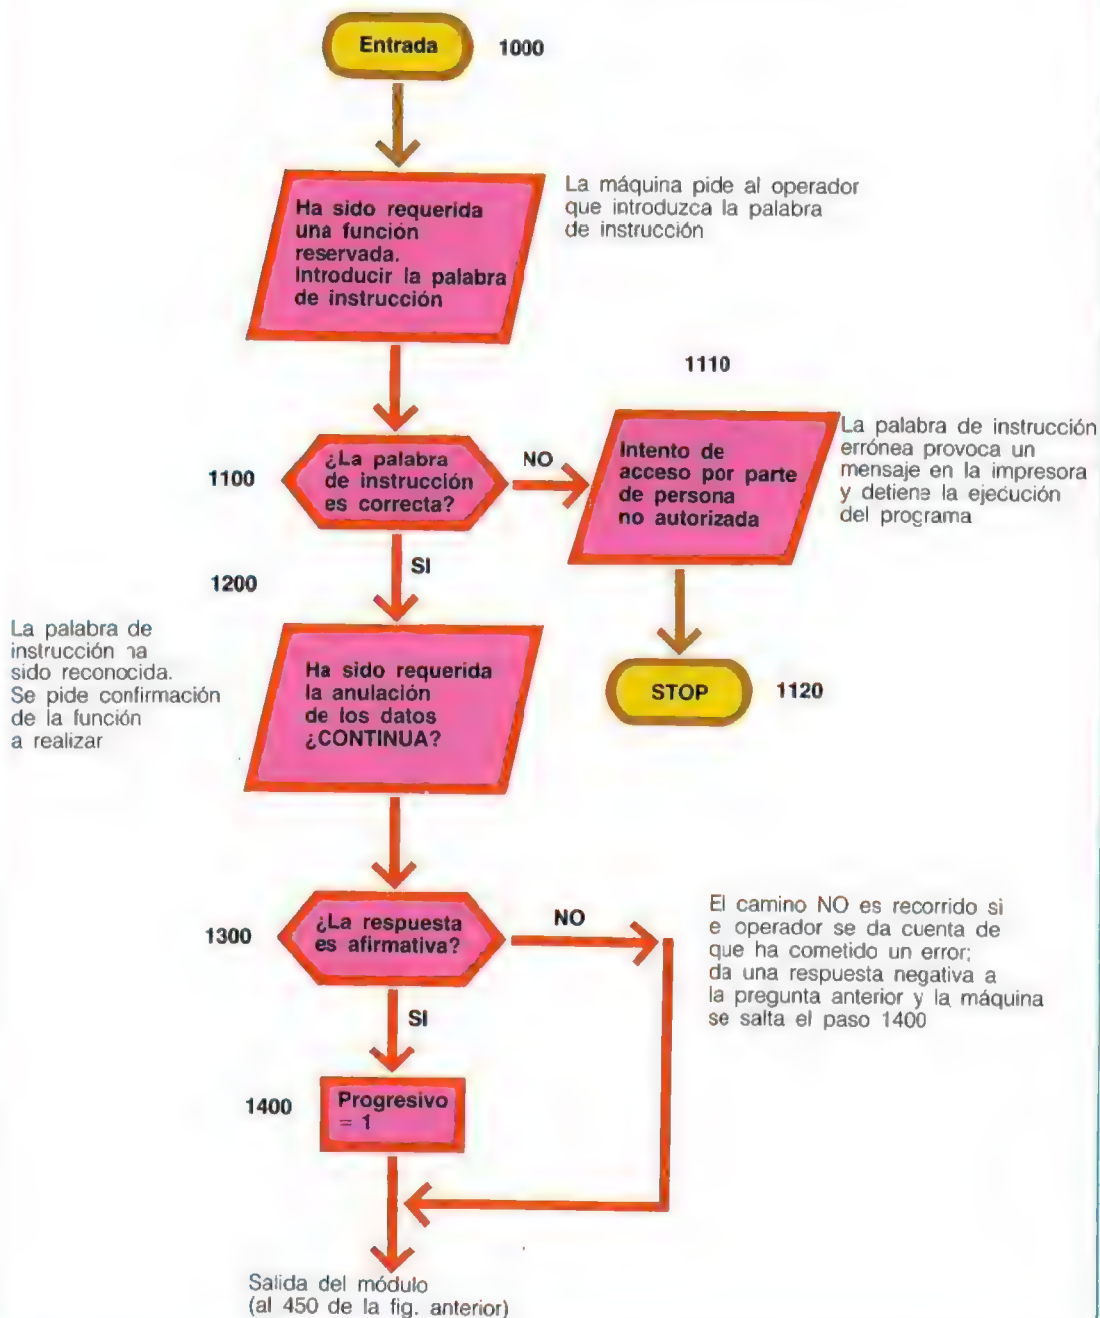 Entrada
1000
Ha sido requerida
una función
reservada.
Introducir la palabra
de instrucción
La máquina pide al operador
que introduzca la palabra
de instrucción
1110
1100
¿La palabra
de instrucción
es correcta?
NO
Intento de
acceso por parte
de persona
no autorizada
La palabra de instrucción
errónea provoca un
mensaje en la impresora
y detiene la ejecución
del programa
SI
1200
La palabra de
instrucción ha
sido reconocida.
Se pide confirmación
de la función
a realizar
Ha sido requerida
la anulación
de los datos
¿CONTINUA?
STOP
1120
1300
¿La respuesta
es afirmativa?
NO
El camino NO es recorrido si
e operador se da cuenta de
que ha cometido un error;
da una respuesta negativa a
la pregunta anterior y la máquina
se salta el paso 1400
SI
1400
Progresivo
= 1
Salida del módulo
(al 450 de la fig. anterior)